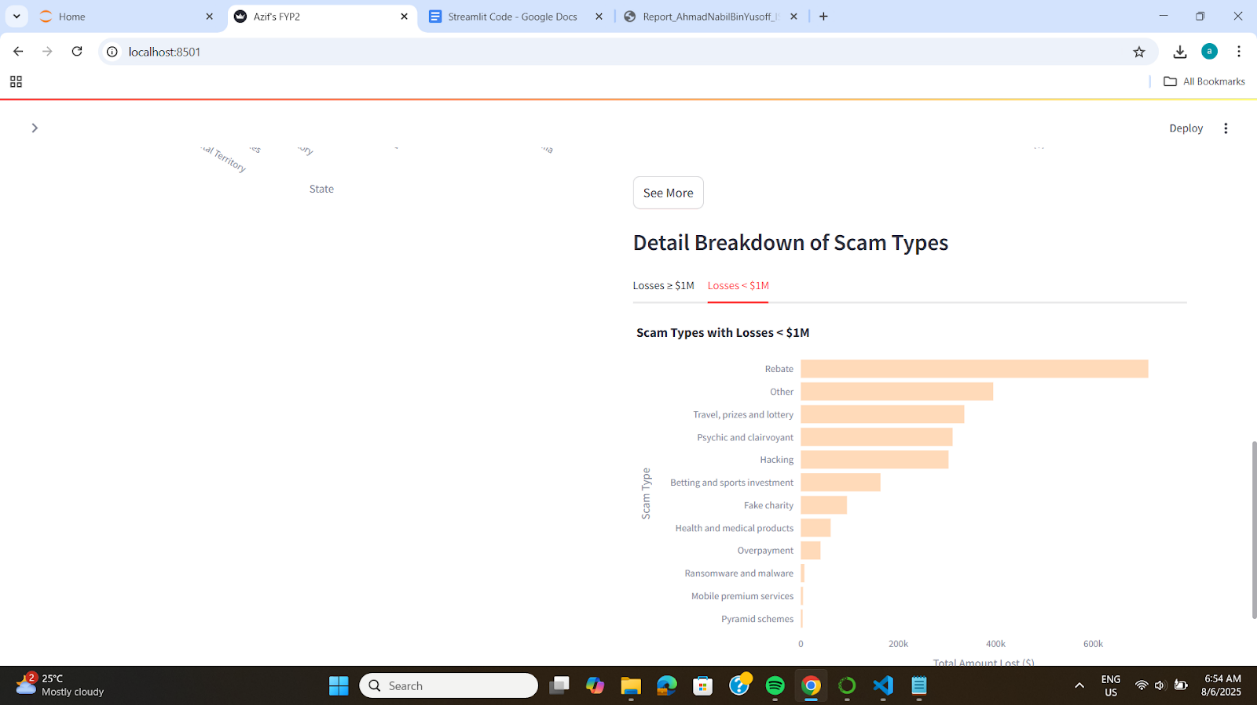 Home
Azif's FYP2
Streamlit Code - Google Docs
Report_AhmadNabilBinYusoff_I
localhost:8501
a
All Bookmarks
Deploy
al Territory
State
See More
Detail Breakdown of Scam Types
Losses ≥ $1M
Losses < $1M
Scam Types with Losses < $1M
Scam Type
Rebate
Other
Travel, prizes and lottery
Psychic and clairvoyant
Hacking
Betting and sports investment
Fake charity
Health and medical products
Overpayment
Ransomware and malware
Mobile premium services
Pyramid schemes
0 200k 400k 600k
Total Amount Lost ($)
2
25°C
Mostly cloudy
Search
ENG
US
6:54 AM
8/6/2025